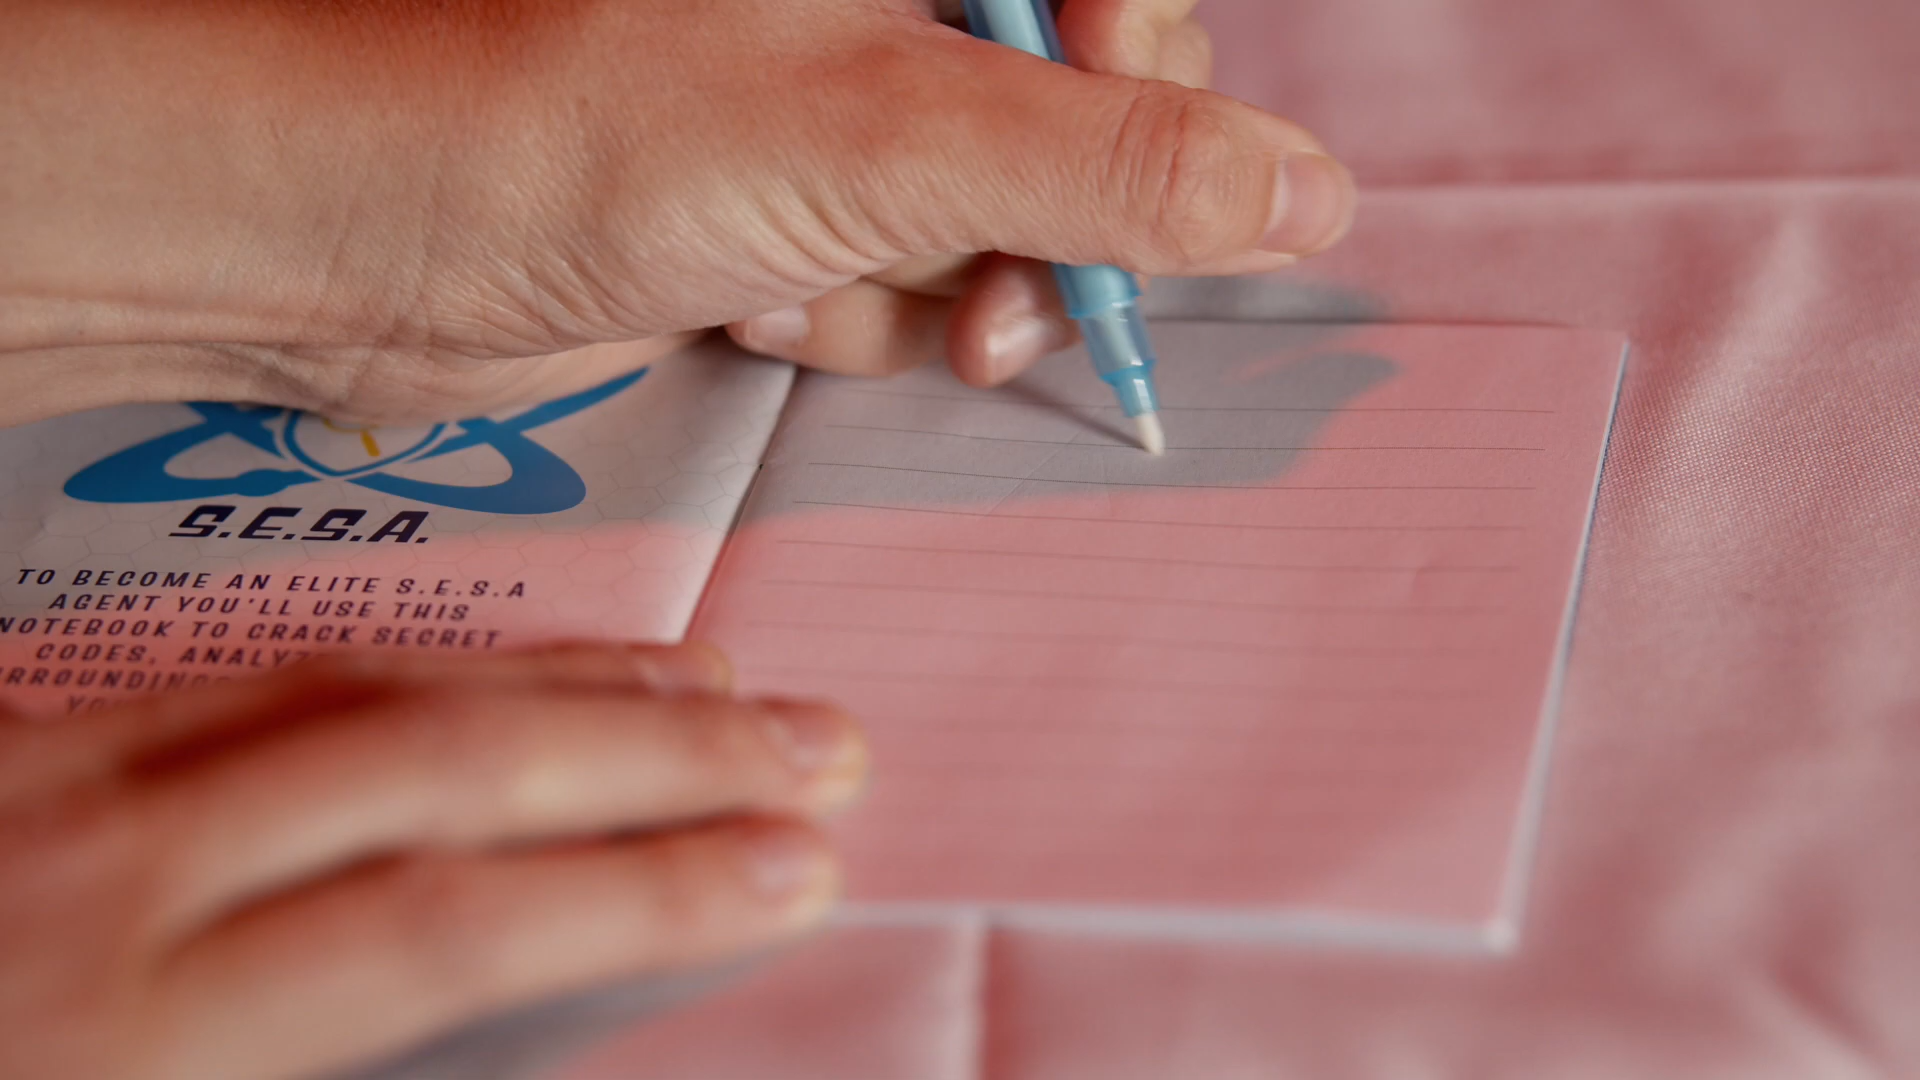 S.E.S.A.
TO BECOME AN ELITE S.E.S.A
AGENT YOU'LL USE THIS
NOTEBOOK TO CRACK SECRET
CODES,